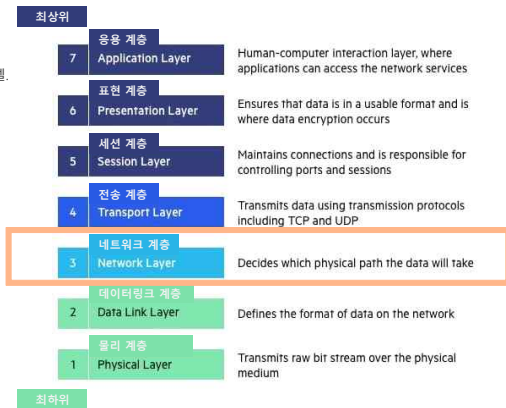 최상위
응용 계층
7 Application Layer
Human-computer interaction layer, where
applications can access the network services
표현 계층
6 Presentation Layer
Ensures that data is in a usable format and is
where data encryption occurs
세션 계층
5 Session Layer
Maintains connections and is responsible for
controlling ports and sessions
전송 계층
4 Transport Layer
Transmits data using transmission protocols
including TCP and UDP
네트워크 계층
3 Network Layer
Decides which physical path the data will take
데이터링크 계층
2 Data Link Layer
Defines the format of data on the network
물리 계층
1 Physical Layer
Transmits raw bit stream over the physical
medium
최하위